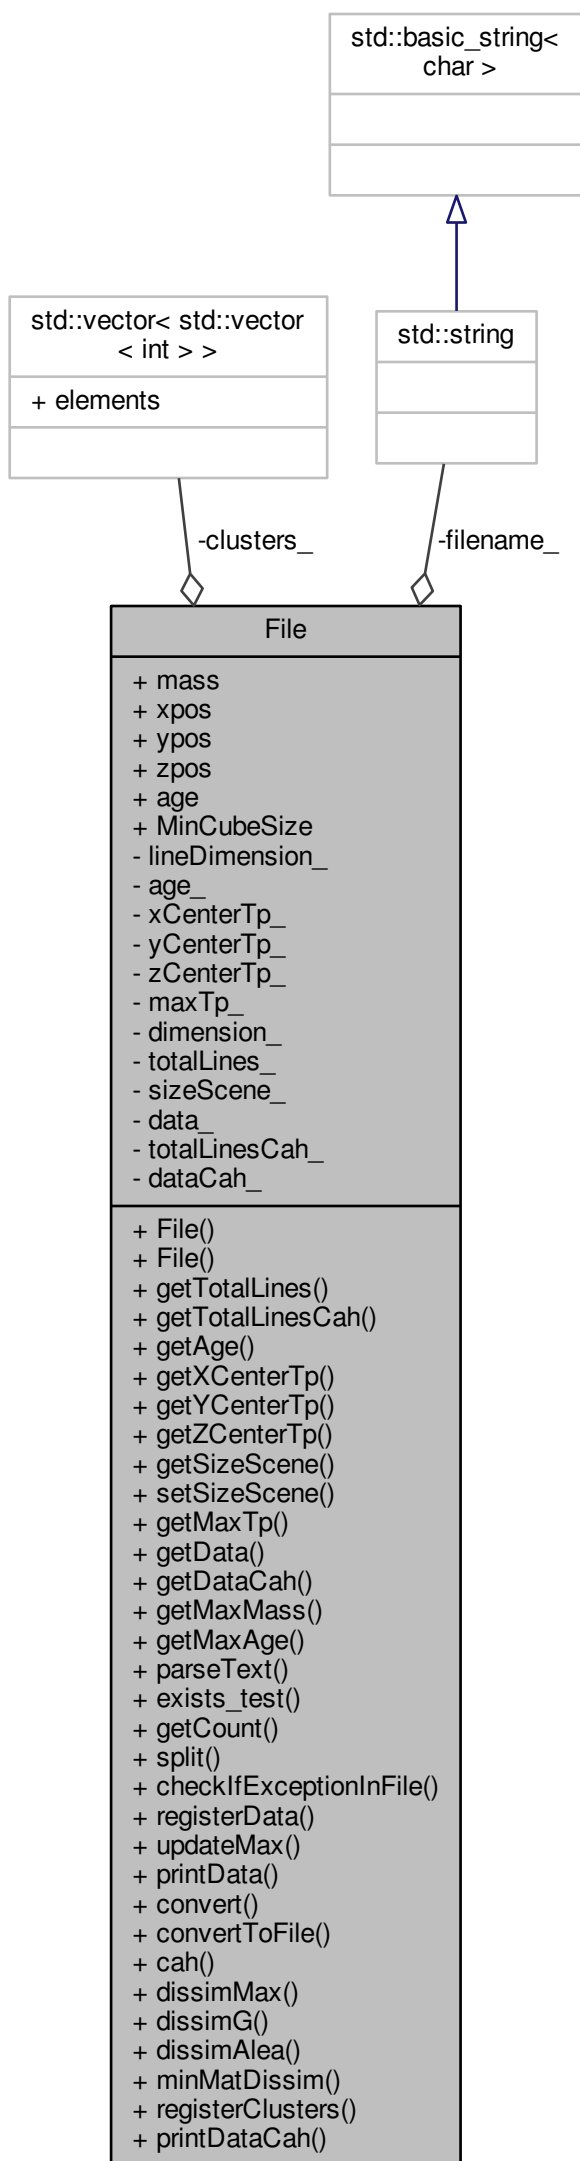 std::basic_string<
char >
std::vector< std::vector
< int > >
+ elements
std::string
-clusters_
-filename_
File
+ mass
+ xpos
+ ypos
+ zpos
+ age
+ MinCubeSize
- lineDimension_
- age_
- xCenterTp_
- yCenterTp_
- zCenterTp_
- maxTp_
- dimension_
- totalLines_
- sizeScene_
- data_
- totalLinesCah_
- dataCah_
+ File()
+ File()
+ getTotalLines()
+ getTotalLinesCah()
+ getAge()
+ getXCenterTp()
+ getYCenterTp()
+ getZCenterTp()
+ getSizeScene()
+ setSizeScene()
+ getMaxTp()
+ getData()
+ getDataCah()
+ getMaxMass()
+ getMaxAge()
+ parseText()
+ exists_test()
+ getCount()
+ split()
+ checkIfExceptionInFile()
+ registerData()
+ updateMax()
+ printData()
+ convert()
+ convertToFile()
+ cah()
+ dissimMax()
+ dissimG()
+ dissimAlea()
+ minMatDissim()
+ registerClusters()
+ printDataCah()